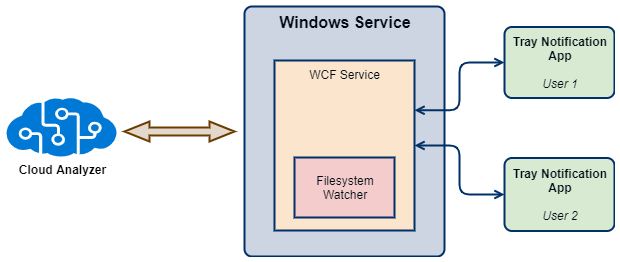 Windows Service
WCF Service
Filesystem
Watcher
Cloud Analyzer
Tray Notification
App
User 1
Tray Notification
App
User 2